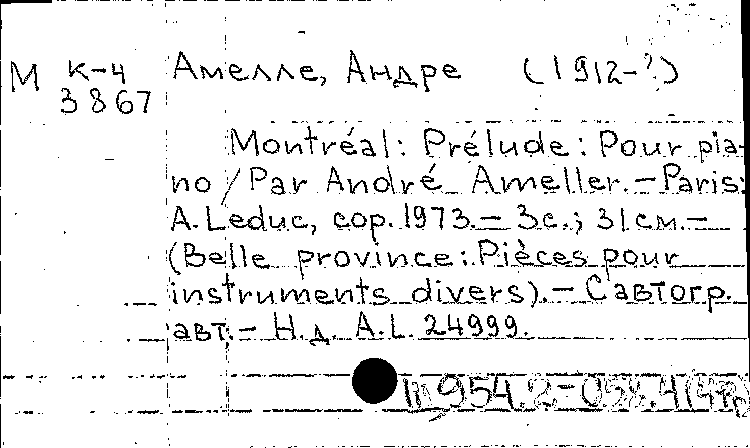 М К-4 Амелле, Андре (1912-?)
3867
Montréal: Prélude: Pour pia-
no / Par André Ameller. – Paris:
A. Leduc, cop. 1973. – 3с.; 31см. –
(Belle province: Pièces pour
instruments divers). – С автогр.
авт. – Н.д. A.L. 24999.